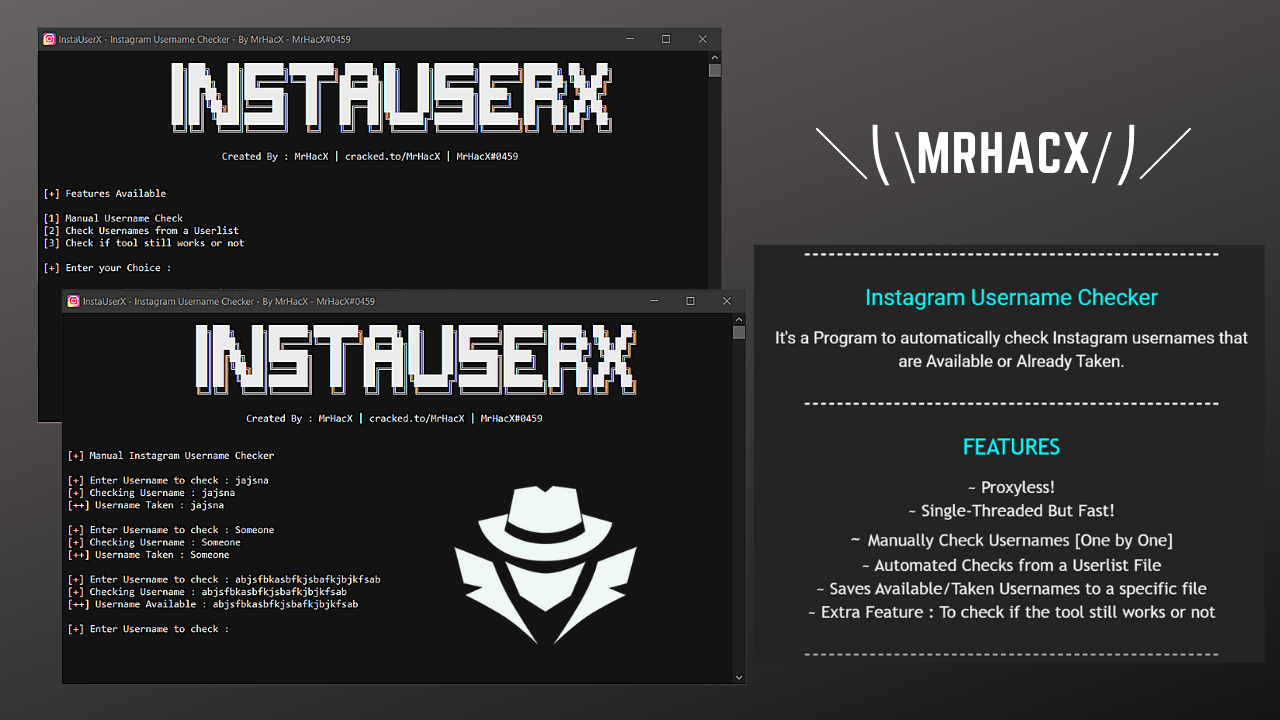 InstaUserX - Instagram Username Checker - By MrHacX - MrHacX#0459
INSTAUSERX
Created By : MrHacX | cracked.to/MrHacX | MrHacX#0459
[+] Features Available
[1] Manual Username Check
[2] Check Usernames from a Userlist
[3] Check if tool still works or not
[+] Enter your Choice :
InstaUserX - Instagram Username Checker - By MrHacX - MrHacX#0459
INSTAUSERX
Created By : MrHacX | cracked.to/MrHacX | MrHacX#0459
[+] Manual Instagram Username Checker
[+] Enter Username to check : jajsna
[+] Checking Username : jajsna
[++] Username Taken : jajsna
[+] Enter Username to check : Someone
[+] Checking Username : Someone
[++] Username Taken : Someone
[+] Enter Username to check : abjsfbkasbfkjsbafkjbjkfsab
[+] Checking Username : abjsfbkasbfkjsbafkjbjkfsab
[++] Username Available : abjsfbkasbfkjsbafkjbjkfsab
[+] Enter Username to check :
\(\MRHACX/)/
Instagram Username Checker
It's a Program to automatically check Instagram usernames that
are Available or Already Taken.
FEATURES
~ Proxyless!
~ Single-Threaded But Fast!
~ Manually Check Usernames [One by One]
~ Automated Checks from a Userlist File
~ Saves Available/Taken Usernames to a specific file
~ Extra Feature : To check if the tool still works or not